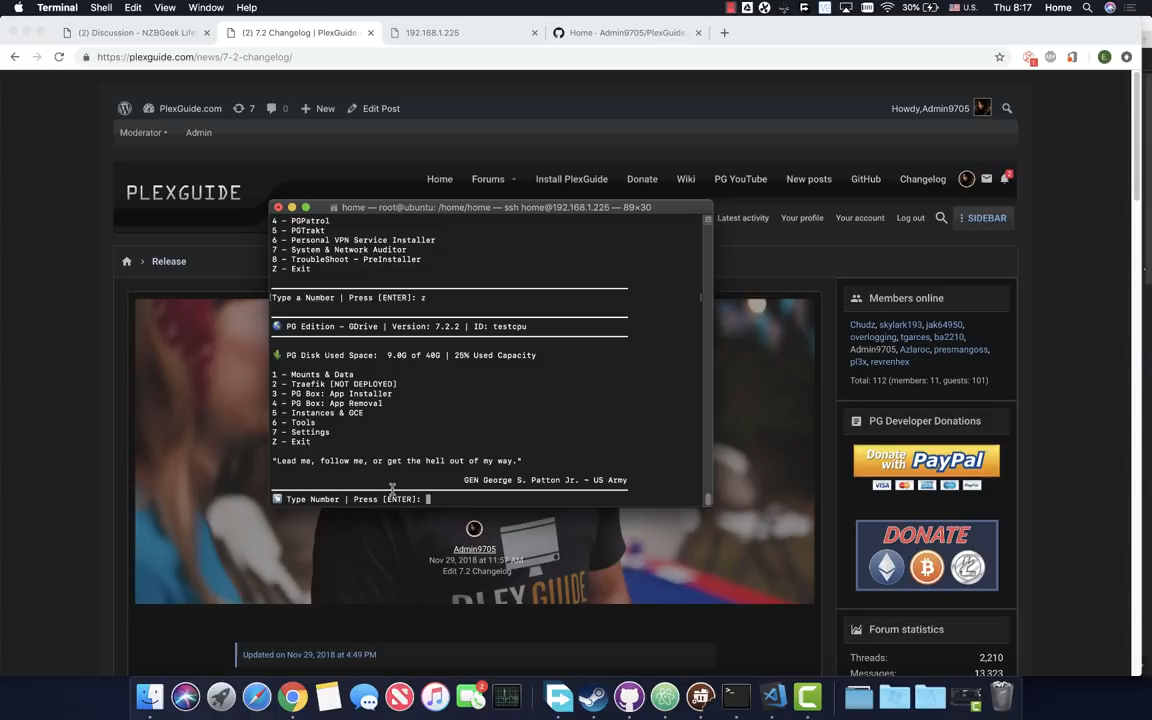 Terminal Shell Edit View Window Help
30% U.S. Thu 8:17 Home
(2) Discussion - NZBGeek Life
(2) 7.2 Changelog | PlexGuide.
192.168.1.225
Home - Admin9705/PlexGuide.
https://plexguide.com/news/7-2-changelog/
PlexGuide.com 7 0 New Edit Post
Howdy,Admin9705
Moderator Admin
PLEXGUIDE
Home Forums Install PlexGuide Donate Wiki PG YouTube New posts GitHub Changelog
2
Latest activity Your profile Your account Log out SIDEBAR
Home Release
home — root@ubuntu: /home/home — ssh home@192.168.1.225 — 89×30
4 - PGPatrol
5 - PGTrakt
6 - Personal VPN Service Installer
7 - System & Network Auditor
8 - TroubleShoot - PreInstaller
Z - Exit
Type a Number | Press [ENTER]: z
PG Edition - GDrive | Version: 7.2.2 | ID: testcpu
PG Disk Used Space: 9.0G of 40G | 25% Used Capacity
1 - Mounts & Data
2 - Traefik [NOT DEPLOYED]
3 - PG Box: App Installer
4 - PG Box: App Removal
5 - Instances & GCE
6 - Tools
7 - Settings
Z - Exit
"Lead me, follow me, or get the hell out of my way."
GEN George S. Patton Jr. ~ US Army
Type Number | Press [ENTER]:
Admin9705
Nov 29, 2018 at 11:57 AM
Edit 7.2 Changelog
PLEX GUIDE
Updated on Nov 29, 2018 at 4:49 PM
Members online
Chudz, skylark193, jak64950,
overlogging, tgarces, ba2210,
Admin9705, Azlaroc, presmangoss,
pl3x, revrenhex
Total: 112 (members: 11, guests: 101)
PG Developer Donations
Donate with PayPal
VISA
DONATE
Forum statistics
Threads: 2,210
Messages: 13,323